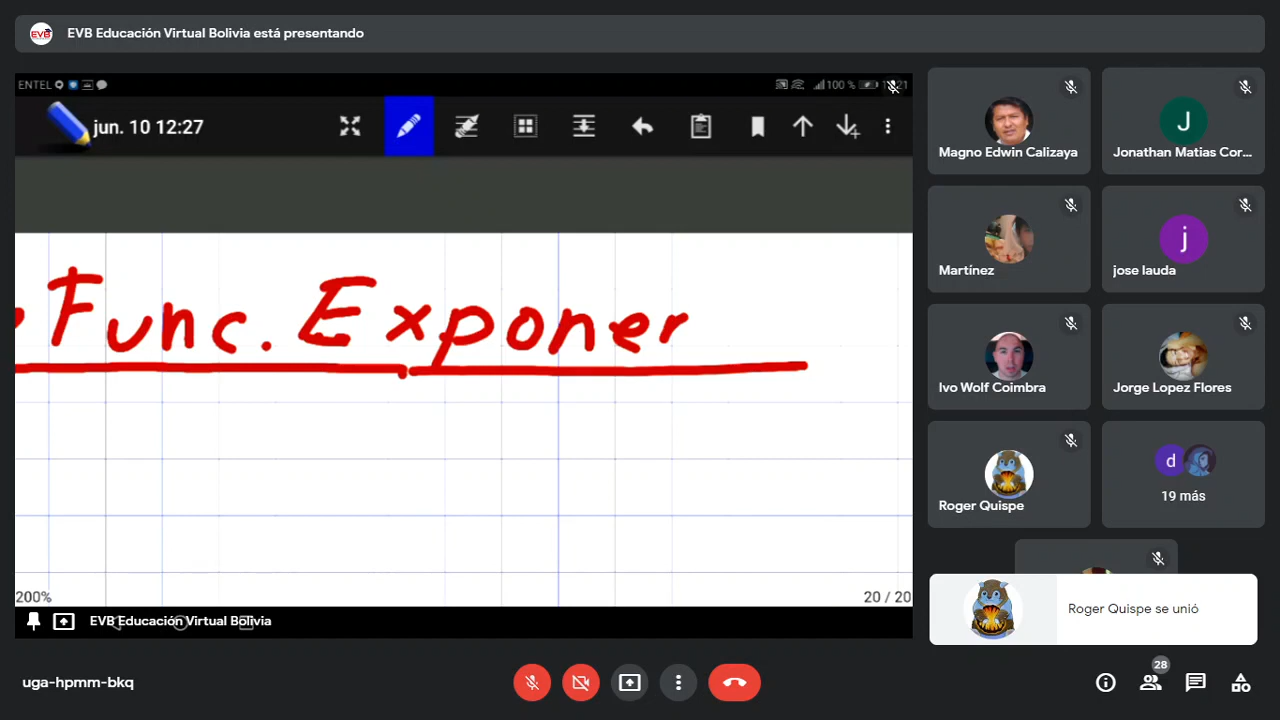 EVB EVB Educación Virtual Bolivia está presentando
ENTEL 100 % 21
jun. 10 12:27
Func. Exponer
200% 20 / 20
EVB Educación Virtual Bolivia
Magno Edwin Calizaya
J
Jonathan Matias Cor...
Martínez
j
jose lauda
Ivo Wolf Coimbra
Jorge Lopez Flores
Roger Quispe
d
19 más
Roger Quispe se unió
uga-hpmm-bkq
28